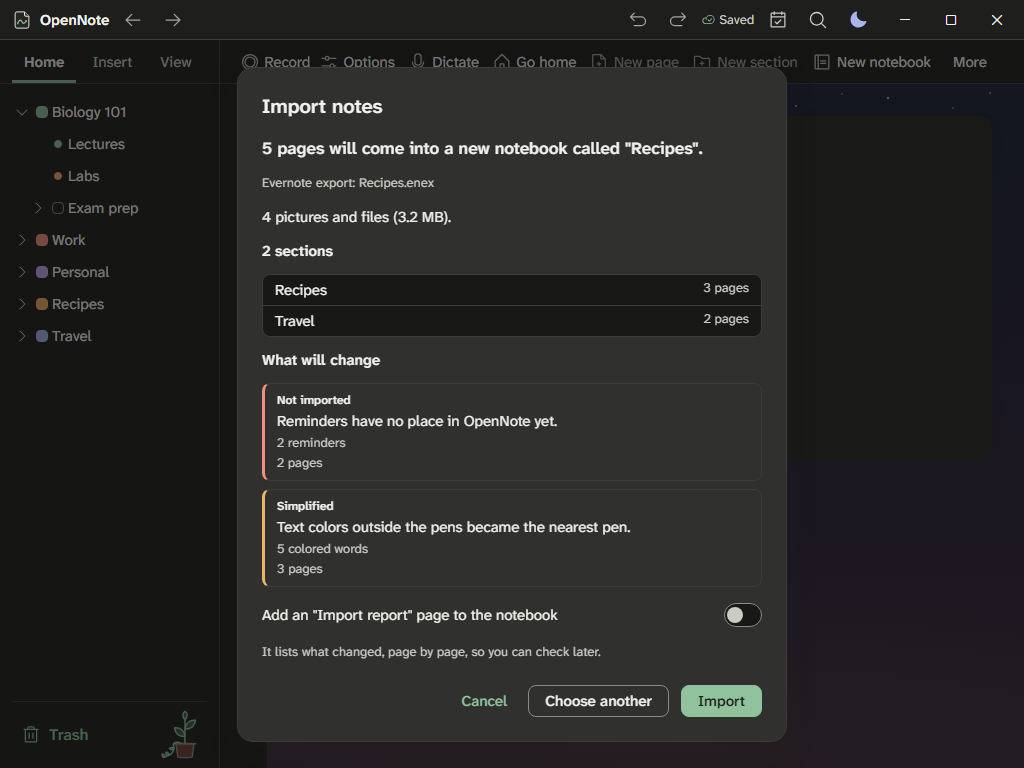 OpenNote
Saved
Home
Insert
View
Record
Options
Dictate
Go home
New page
New section
New notebook
More
Biology 101
Lectures
Labs
Exam prep
Work
Personal
Recipes
Travel
Trash
Import notes
5 pages will come into a new notebook called "Recipes".
Evernote export: Recipes.enex
4 pictures and files (3.2 MB).
2 sections
Recipes 3 pages
Travel 2 pages
What will change
Not imported
Reminders have no place in OpenNote yet.
2 reminders
2 pages
Simplified
Text colors outside the pens became the nearest pen.
5 colored words
3 pages
Add an "Import report" page to the notebook
It lists what changed, page by page, so you can check later.
Cancel
Choose another
Import